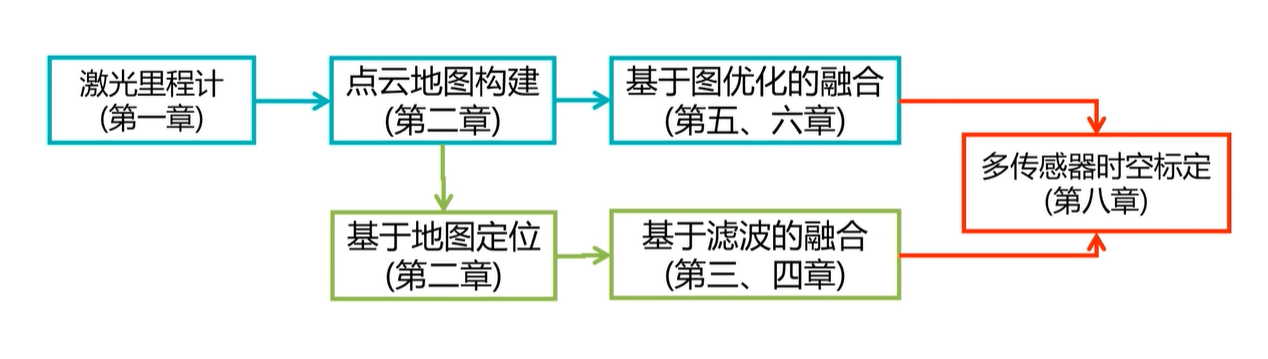 激光里程计
(第一章)
点云地图构建
(第二章)
基于图优化的融合
(第五、六章)
多传感器时空标定
(第八章)
基于地图定位
(第二章)
基于滤波的融合
(第三、四章)